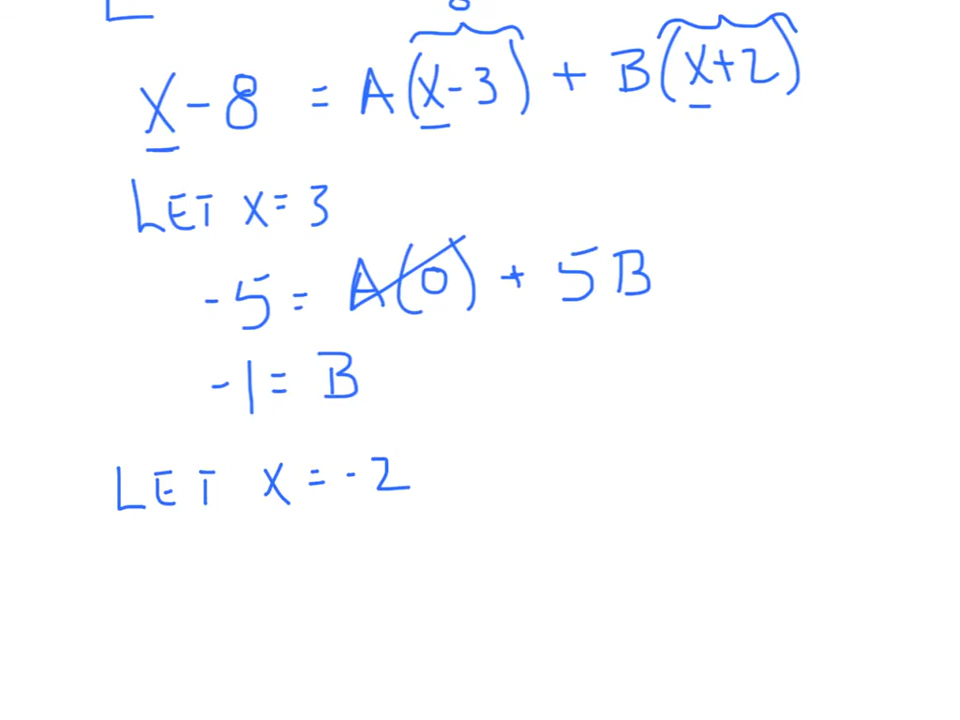 x-8 = A(x-3) + B(x+2)
LET x=3
-5 = A(0) + 5B
-1 = B
LET x = -2